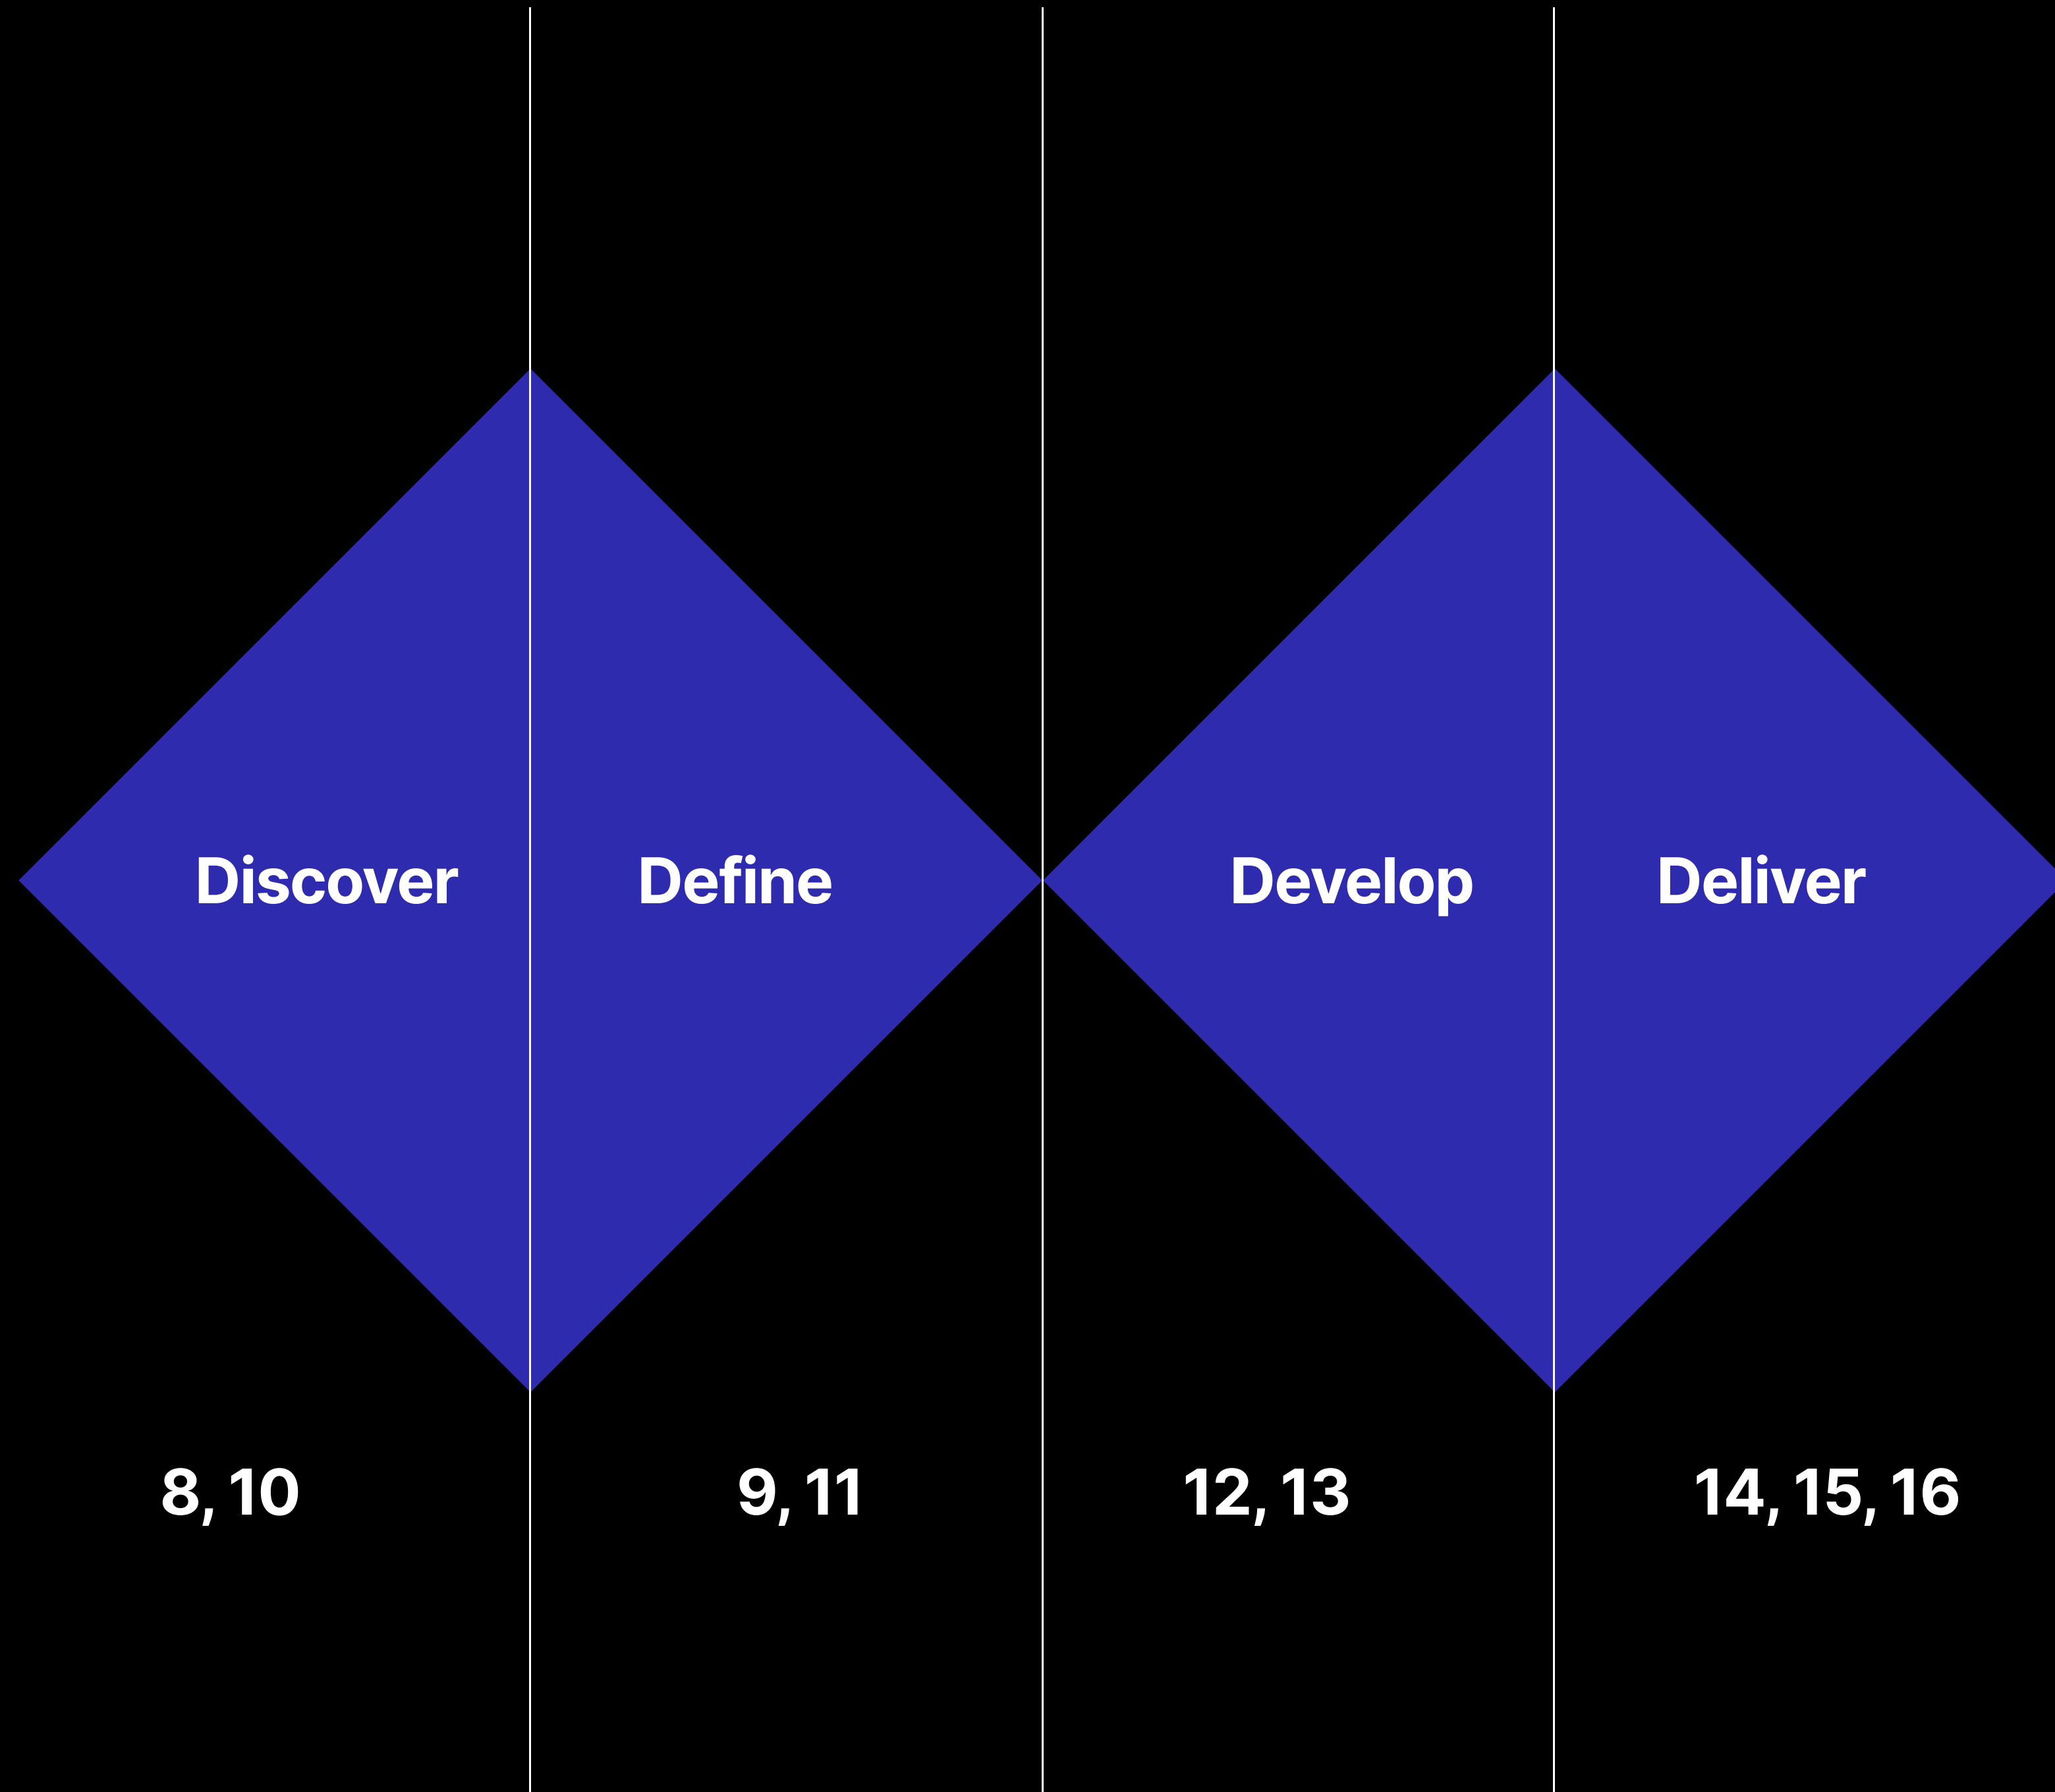 Discover Define Develop Deliver
8, 10 9, 11 12, 13 14, 15, 16